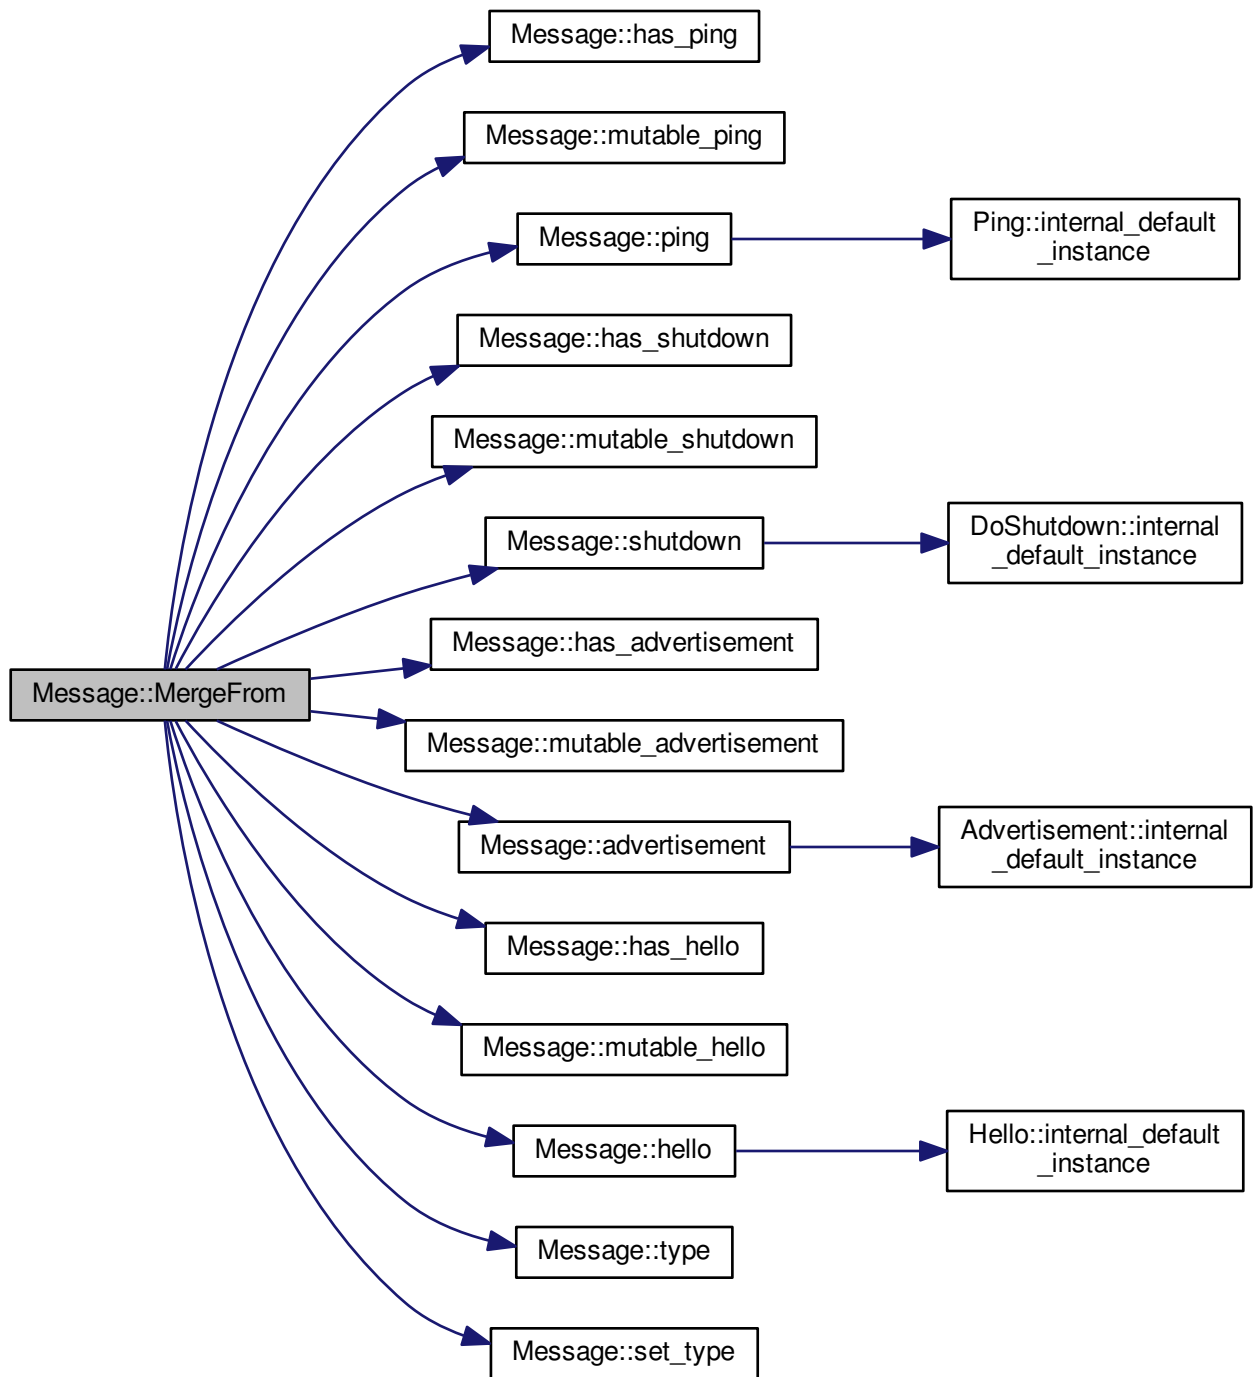 Message::has_ping
Message::mutable_ping
Message::ping
Ping::internal_default
_instance
Message::has_shutdown
Message::mutable_shutdown
Message::shutdown
DoShutdown::internal
_default_instance
Message::has_advertisement
Message::MergeFrom
Message::mutable_advertisement
Message::advertisement
Advertisement::internal
_default_instance
Message::has_hello
Message::mutable_hello
Message::hello
Hello::internal_default
_instance
Message::type
Message::set_type